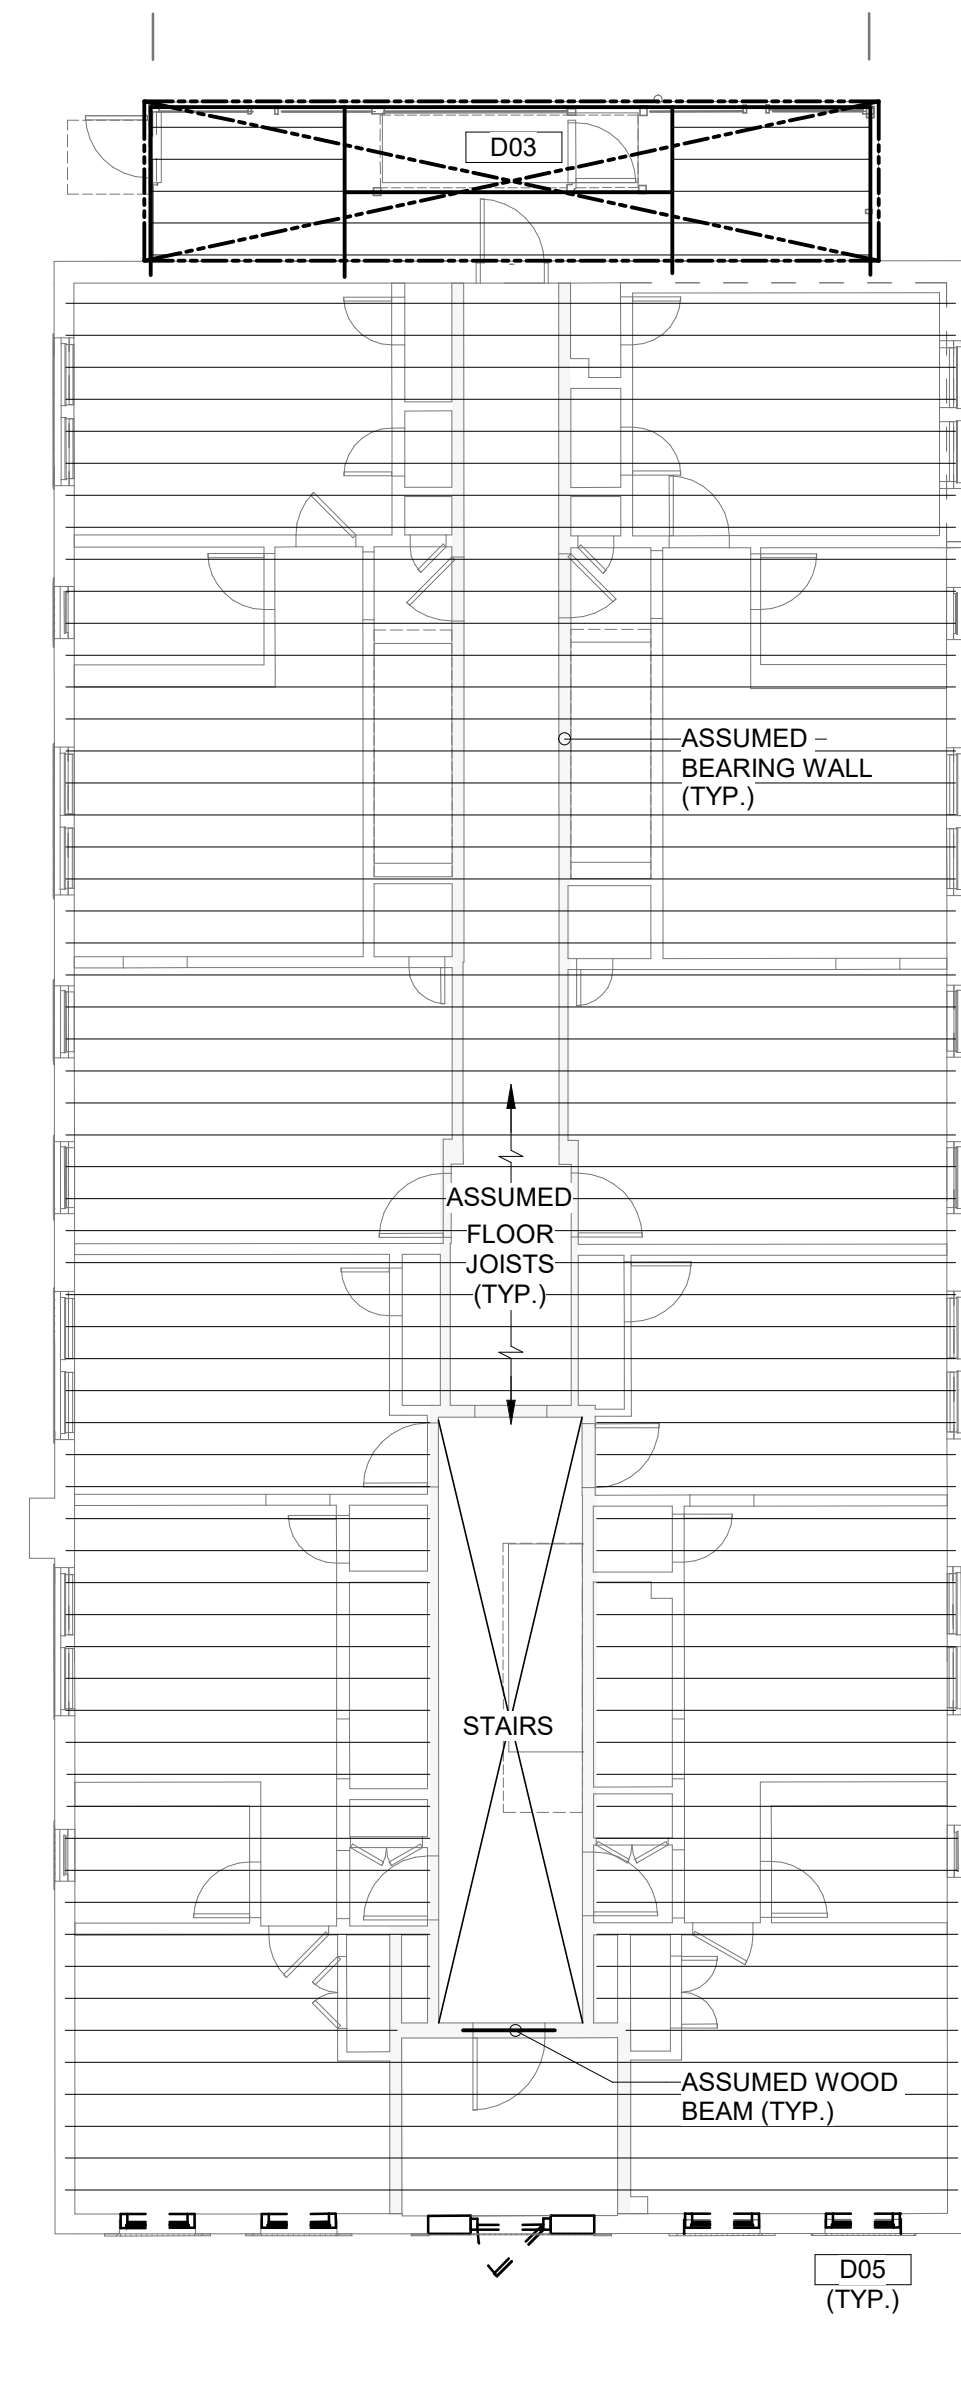 D03
ASSUMED
BEARING WALL
(TYP.)
ASSUMED
FLOOR
JOISTS
(TYP.)
STAIRS
ASSUMED WOOD
BEAM (TYP.)
D05
(TYP.)